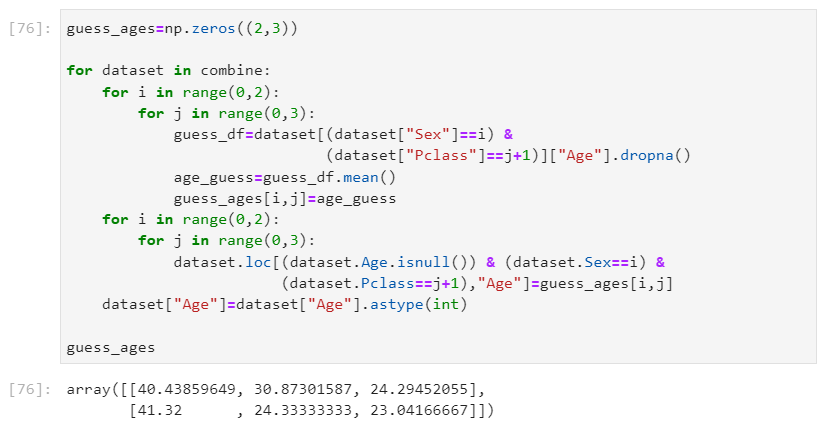 [76]: guess_ages=np.zeros((2,3))

for dataset in combine:
    for i in range(0,2):
        for j in range(0,3):
            guess_df=dataset[(dataset["Sex"]==i) &
                             (dataset["Pclass"]==j+1)]["Age"].dropna()
            age_guess=guess_df.mean()
            guess_ages[i,j]=age_guess
    for i in range(0,2):
        for j in range(0,3):
            dataset.loc[(dataset.Age.isnull()) & (dataset.Sex==i) &
                        (dataset.Pclass==j+1),"Age"]=guess_ages[i,j]
    dataset["Age"]=dataset["Age"].astype(int)

guess_ages
[76]: array([[40.43859649, 30.87301587, 24.29452055],
       [41.32      , 24.33333333, 23.04166667]])